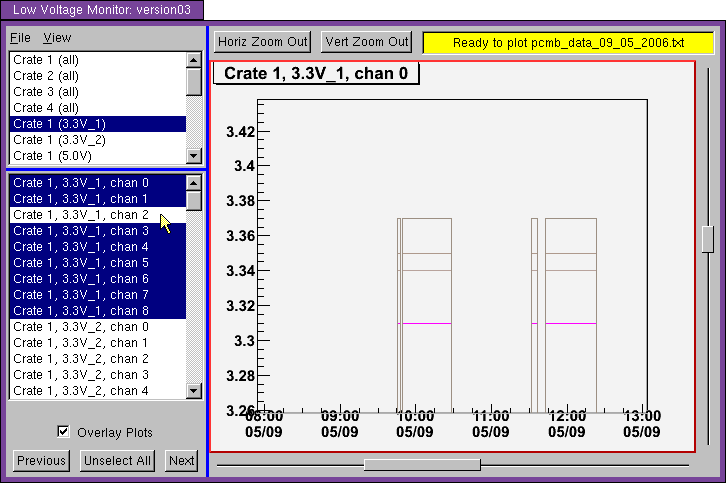 Low Voltage Monitor: version03
File View
Crate 1 (all)
Crate 2 (all)
Crate 3 (all)
Crate 4 (all)
Crate 1 (3.3V_1)
Crate 1 (3.3V_2)
Crate 1 (5.0V)
Crate 1, 3.3V_1, chan 0
Crate 1, 3.3V_1, chan 1
Crate 1, 3.3V_1, chan 2
Crate 1, 3.3V_1, chan 3
Crate 1, 3.3V_1, chan 4
Crate 1, 3.3V_1, chan 5
Crate 1, 3.3V_1, chan 6
Crate 1, 3.3V_1, chan 7
Crate 1, 3.3V_1, chan 8
Crate 1, 3.3V_2, chan 0
Crate 1, 3.3V_2, chan 1
Crate 1, 3.3V_2, chan 2
Crate 1, 3.3V_2, chan 3
Crate 1, 3.3V_2, chan 4
Overlay Plots
Previous Unselect All Next
Horiz Zoom Out Vert Zoom Out Ready to plot pcmb_data_09_05_2006.txt
Crate 1, 3.3V_1, chan 0
3.42
3.4
3.38
3.36
3.34
3.32
3.3
3.28
3.26
08:00 09:00 10:00 11:00 12:00 13:00
05/09 05/09 05/09 05/09 05/09 05/09